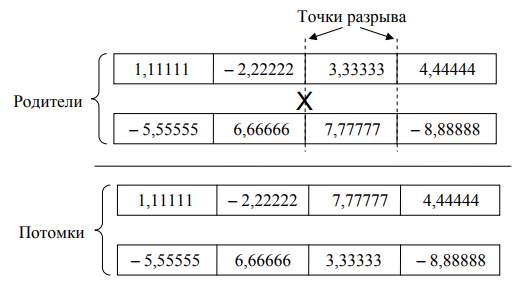 Точки разрыва
1,11111 – 2,22222 3,33333 4,44444
Родители
X
– 5,55555 6,66666 7,77777 – 8,88888
1,11111 – 2,22222 7,77777 4,44444
Потомки
– 5,55555 6,66666 3,33333 – 8,88888